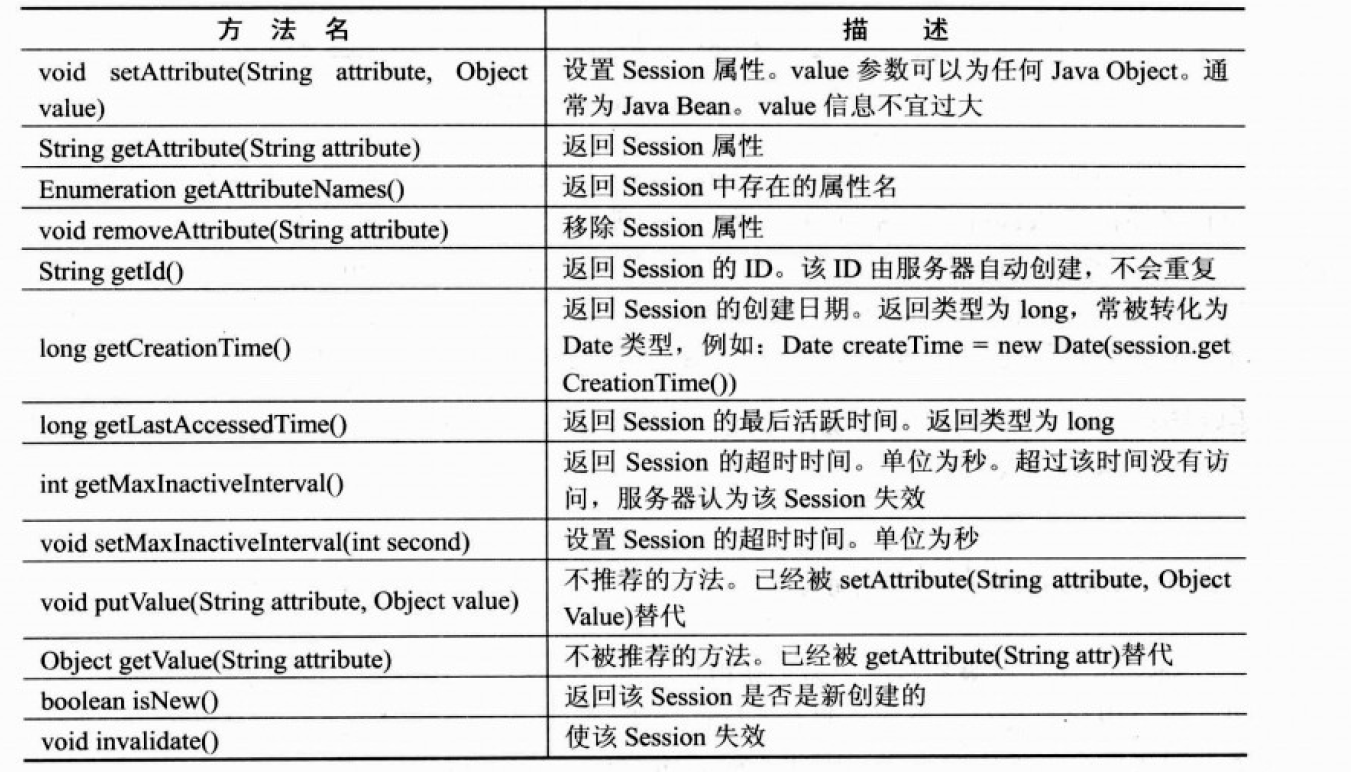 方 法 名
描 述
void setAttribute(String attribute, Object
value)
设置 Session 属性。value 参数可以为任何 Java Object。通
常为 Java Bean。value 信息不宜过大
String getAttribute(String attribute)
返回 Session 属性
Enumeration getAttributeNames()
返回 Session 中存在的属性名
void removeAttribute(String attribute)
移除 Session 属性
String getId()
返回 Session 的 ID。该 ID 由服务器自动创建，不会重复
long getCreationTime()
返回 Session 的创建日期。返回类型为 long，常被转化为
Date 类型，例如：Date createTime = new Date(session.get
CreationTime())
long getLastAccessedTime()
返回 Session 的最后活跃时间。返回类型为 long
int getMaxInactiveInterval()
返回 Session 的超时时间。单位为秒。超过该时间没有访
问，服务器认为该 Session 失效
void setMaxInactiveInterval(int second)
设置 Session 的超时时间。单位为秒
void putValue(String attribute, Object value)
不推荐的方法。已经被 setAttribute(String attribute, Object
Value)替代
Object getValue(String attribute)
不被推荐的方法。已经被 getAttribute(String attr)替代
boolean isNew()
返回该 Session 是否是新创建的
void invalidate()
使该 Session 失效